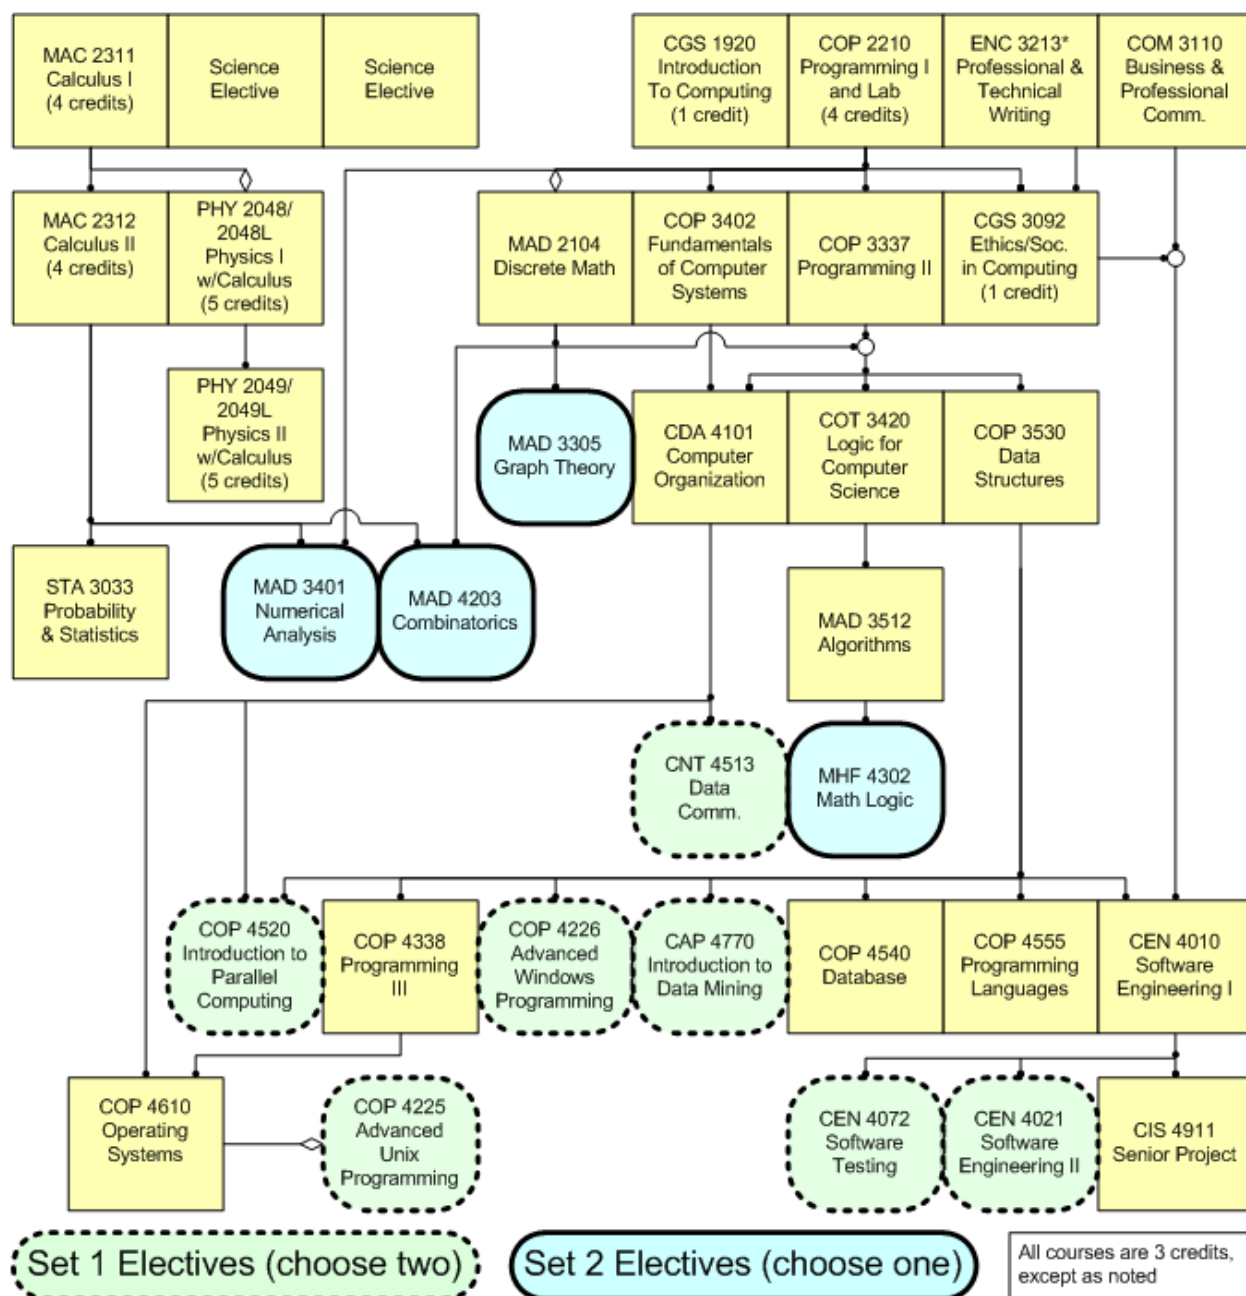 MAC 2311
Calculus I
(4 credits)
Science
Elective
Science
Elective
CGS 1920
Introduction
To Computing
(1 credit)
COP 2210
Programming I
and Lab
(4 credits)
ENC 3213*
Professional &
Technical
Writing
COM 3110
Business &
Professional
Comm.
MAC 2312
Calculus II
(4 credits)
PHY 2048/
2048L
Physics I
w/Calculus
(5 credits)
MAD 2104
Discrete Math
COP 3402
Fundamentals
of Computer
Systems
COP 3337
Programming II
CGS 3092
Ethics/Soc.
in Computing
(1 credit)
PHY 2049/
2049L
Physics II
w/Calculus
(5 credits)
MAD 3305
Graph Theory
CDA 4101
Computer
Organization
COT 3420
Logic for
Computer
Science
COP 3530
Data
Structures
STA 3033
Probability
& Statistics
MAD 3401
Numerical
Analysis
MAD 4203
Combinatorics
MAD 3512
Algorithms
CNT 4513
Data
Comm.
MHF 4302
Math Logic
COP 4520
Introduction to
Parallel
Computing
COP 4338
Programming
III
COP 4226
Advanced
Windows
Programming
CAP 4770
Introduction to
Data Mining
COP 4540
Database
COP 4555
Programming
Languages
CEN 4010
Software
Engineering I
COP 4610
Operating
Systems
COP 4225
Advanced
Unix
Programming
CEN 4072
Software
Testing
CEN 4021
Software
Engineering II
CIS 4911
Senior Project
Set 1 Electives (choose two)
Set 2 Electives (choose one)
All courses are 3 credits,
except as noted